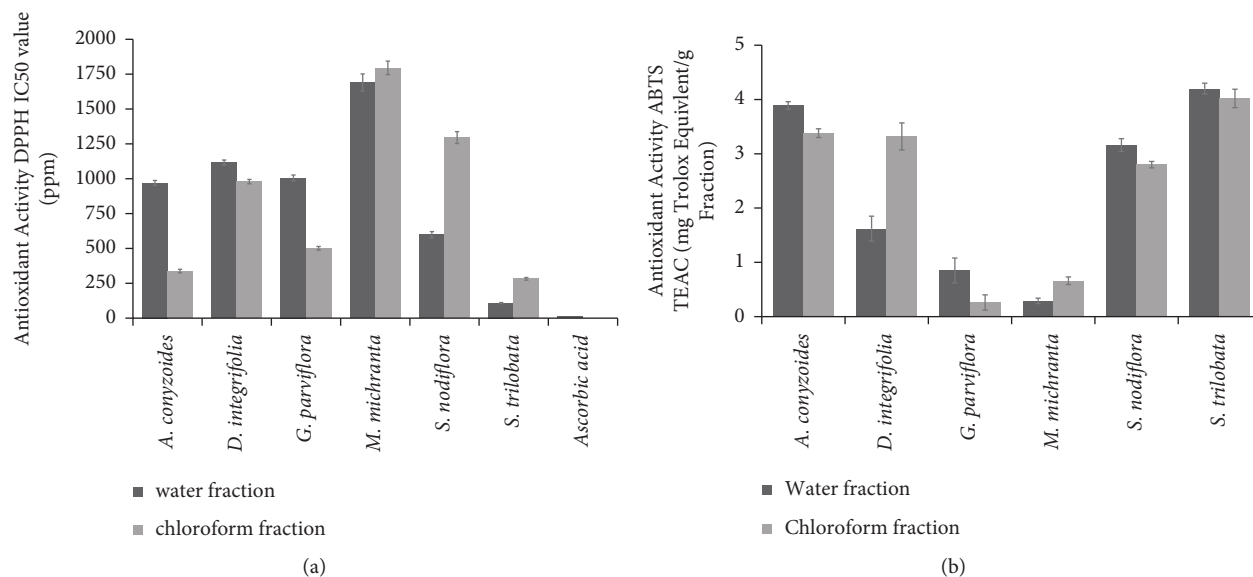 Antioxidant Activity DPPH IC50 value
(ppm)
2000
1750
1500
1250
1000
750
500
250
0
A. conyzoides
D. integrifolia
G. parviflora
M. michranta
S. nodiflora
S. trilobata
Ascorbic acid
water fraction
chloroform fraction
(a)
Antioxidant Activity ABTS
TEAC (mg Trolox Equivlent/g
Fraction)
5
4
3
2
1
0
A. conyzoides
D. integrifolia
G. parviflora
M. michranta
S. nodiflora
S. trilobata
Water fraction
Chloroform fraction
(b)